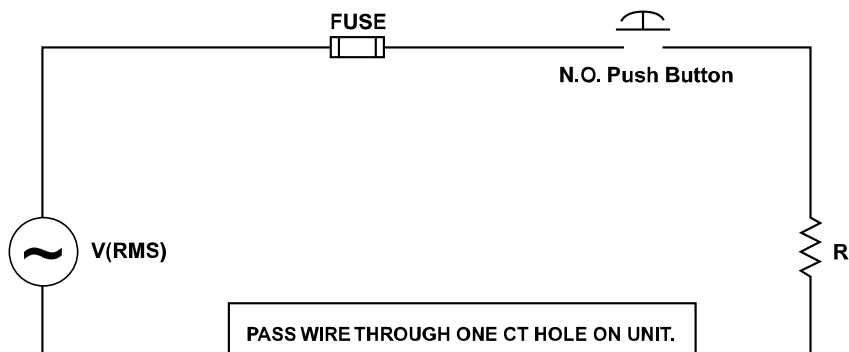 FUSE
N.O. Push Button
V(RMS)
R
PASS WIRE THROUGH ONE CT HOLE ON UNIT.